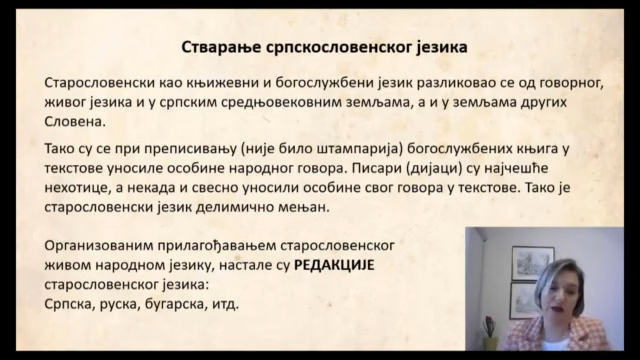 Стварање српскословенског језика
Старословенски као књижевни и богослужбени језик разликовао се од говорног,
живог језика и у српским средњовековним земљама, а и у земљама других
Словена.
Тако су се при преписивању (није било штампарија) богослужбених књига у
текстове уносиле особине народног говора. Писари (дијаци) су најчешће
нехотице, а некада и свесно уносили особине свог говора у текстове. Тако је
старословенски језик делимично мењан.
Организованим прилагођавањем старословенског
живом народном језику, настале су РЕДАКЦИЈЕ
старословенског језика:
Српска, руска, бугарска, итд.